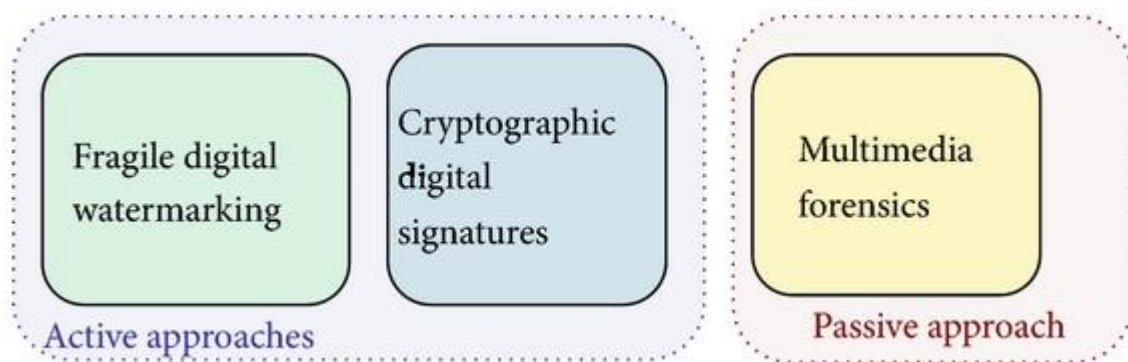 Fragile digital
watermarking
Cryptographic
digital
signatures
Active approaches
Multimedia
forensics
Passive approach